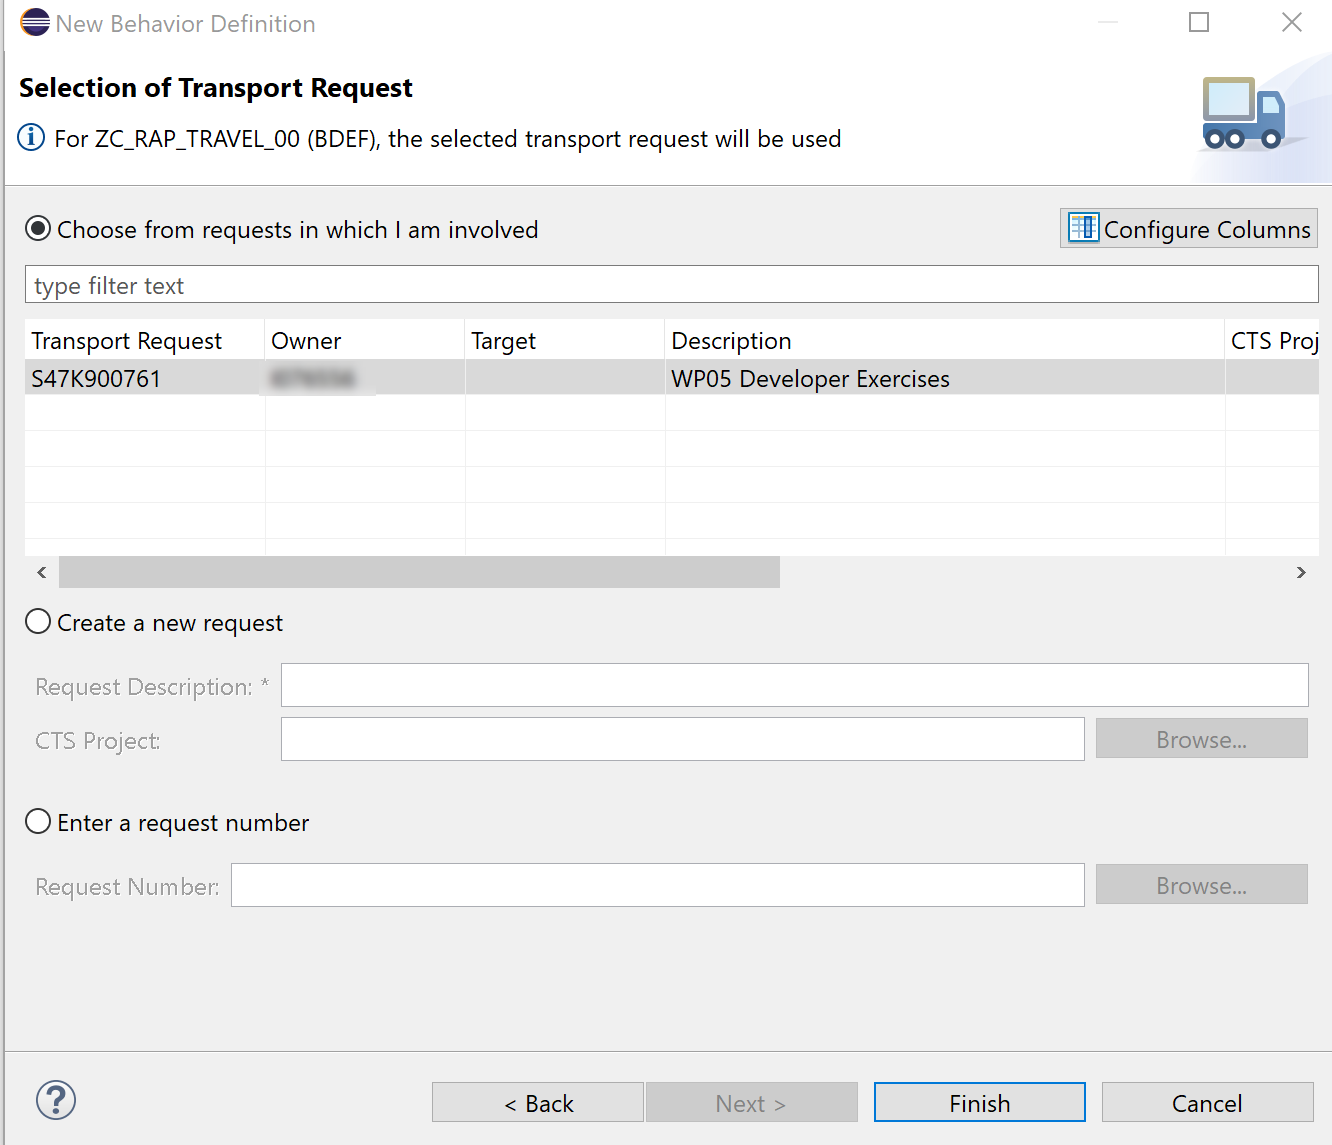 New Behavior Definition
Selection of Transport Request
For ZC_RAP_TRAVEL_00 (BDEF), the selected transport request will be used
Choose from requests in which I am involved
Configure Columns
type filter text
Transport Request Owner Target Description CTS Proj
S47K900761 WP05 Developer Exercises
Create a new request
Request Description: *
CTS Project:
Browse...
Enter a request number
Request Number:
Browse...
< Back Next > Finish Cancel